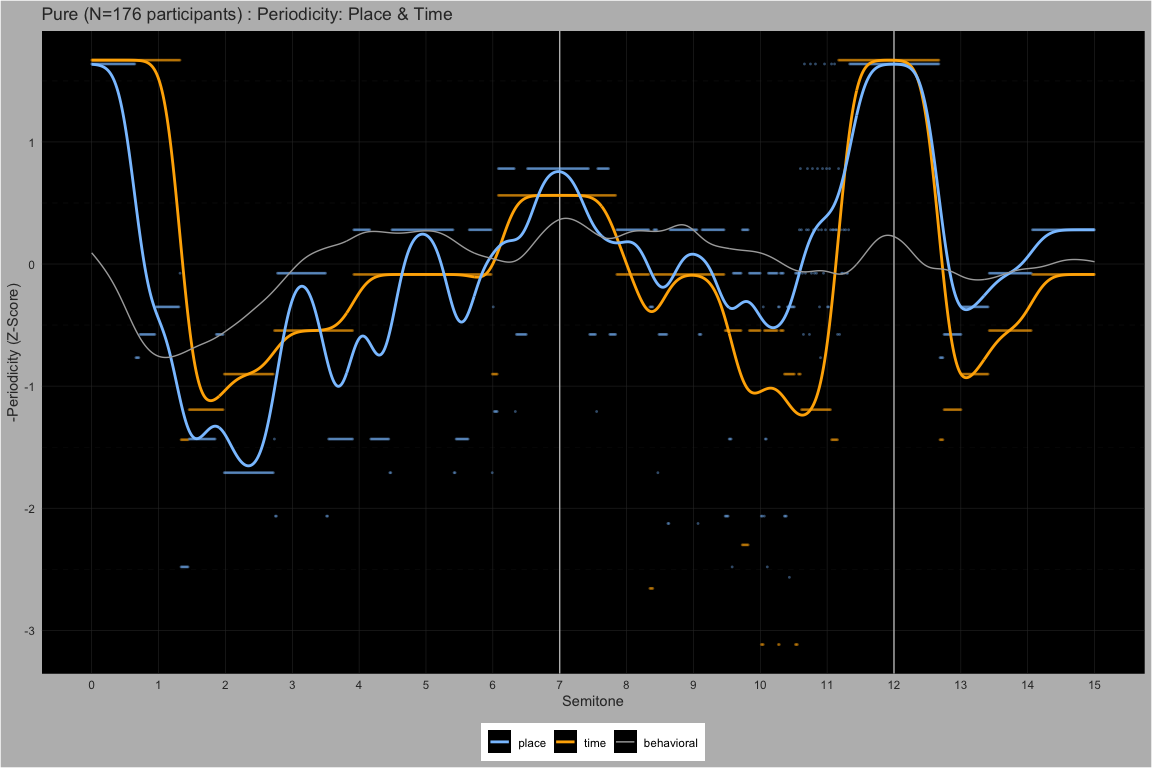 Pure (N=176 participants) : Periodicity: Place & Time
-Periodicity (Z-Score)
1
0
-1
-2
-3
0 1 2 3 4 5 6 7 8 9 10 11 12 13 14 15
Semitone
place time behavioral